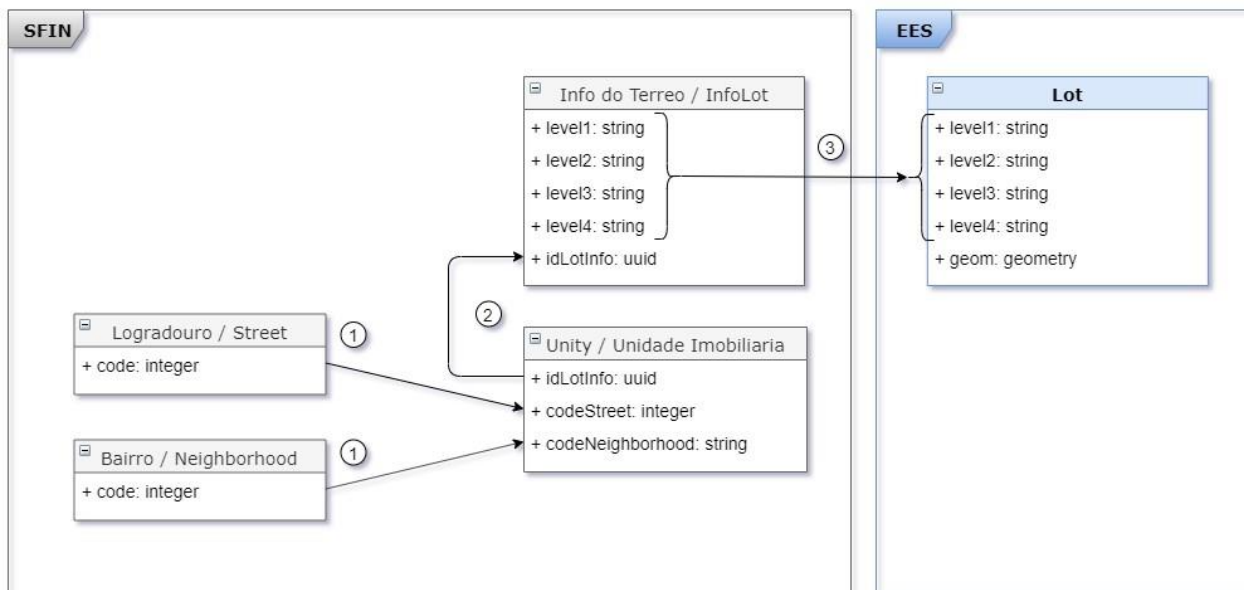 SFIN
EES
Info do Terreo / InfoLot
+ level1: string
+ level2: string
+ level3: string
+ level4: string
+ idLotInfo: uuid
3
Lot
+ level1: string
+ level2: string
+ level3: string
+ level4: string
+ geom: geometry
2
Logradouro / Street
+ code: integer
1
Unity / Unidade Imobiliaria
+ idLotInfo: uuid
+ codeStreet: integer
+ codeNeighborhood: string
Bairro / Neighborhood
+ code: integer
1